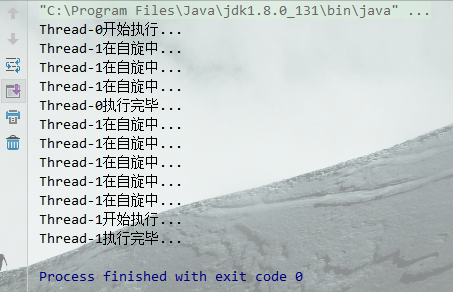 "C:\Program Files\Java\jdk1.8.0_131\bin\java" ...
Thread-0开始执行...
Thread-1在自旋中...
Thread-1在自旋中...
Thread-1在自旋中...
Thread-0执行完毕...
Thread-1在自旋中...
Thread-1在自旋中...
Thread-1在自旋中...
Thread-1在自旋中...
Thread-1在自旋中...
Thread-1开始执行...
Thread-1执行完毕...
Process finished with exit code 0